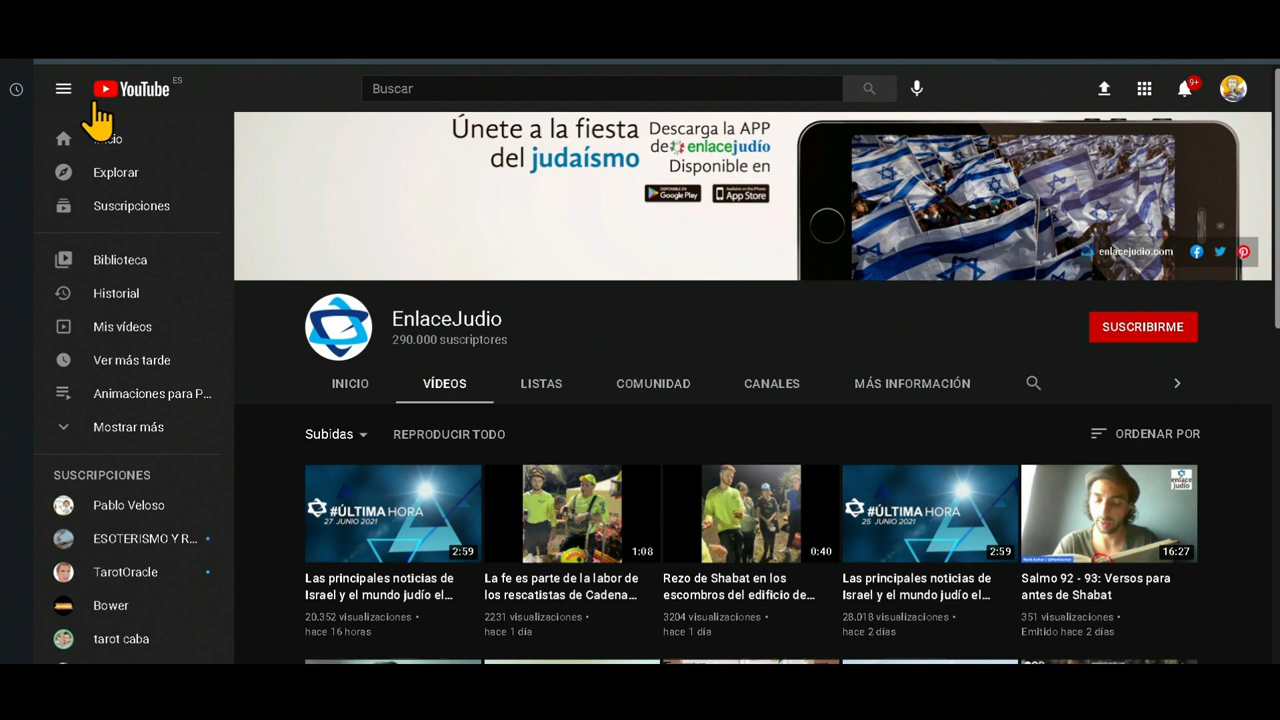 YouTube ES
Buscar
9+
Inicio
Explorar
Suscripciones
Biblioteca
Historial
Mis vídeos
Ver más tarde
Animaciones para P...
Mostrar más
SUSCRIPCIONES
Pablo Veloso
ESOTERISMO Y R...
TarotOracle
Bower
tarot caba
Únete a la fiesta
del judaísmo
Descarga la APP
de enlacejudío
Disponible en
DISPONIBLE EN
Google Play
Available on the iPhone
App Store
enlacejudio.com
EnlaceJudio
290.000 suscriptores
SUSCRIBIRME
INICIO
VÍDEOS
LISTAS
COMUNIDAD
CANALES
MÁS INFORMACIÓN
Subidas
REPRODUCIR TODO
ORDENAR POR
#ÚLTIMA HORA
27 JUNIO 2021
2:59
Las principales noticias de
Israel y el mundo judío el...
20.352 visualizaciones •
hace 16 horas
1:08
La fe es parte de la labor de
los rescatistas de Cadena...
2231 visualizaciones •
hace 1 día
0:40
Rezo de Shabat en los
escombros del edificio de...
3204 visualizaciones •
hace 1 día
#ÚLTIMA HORA
25 JUNIO 2021
2:59
Las principales noticias de
Israel y el mundo judío el...
28.018 visualizaciones •
hace 2 días
enlace
judío
16:27
Salmo 92 - 93: Versos para
antes de Shabat
351 visualizaciones •
Emitido hace 2 días